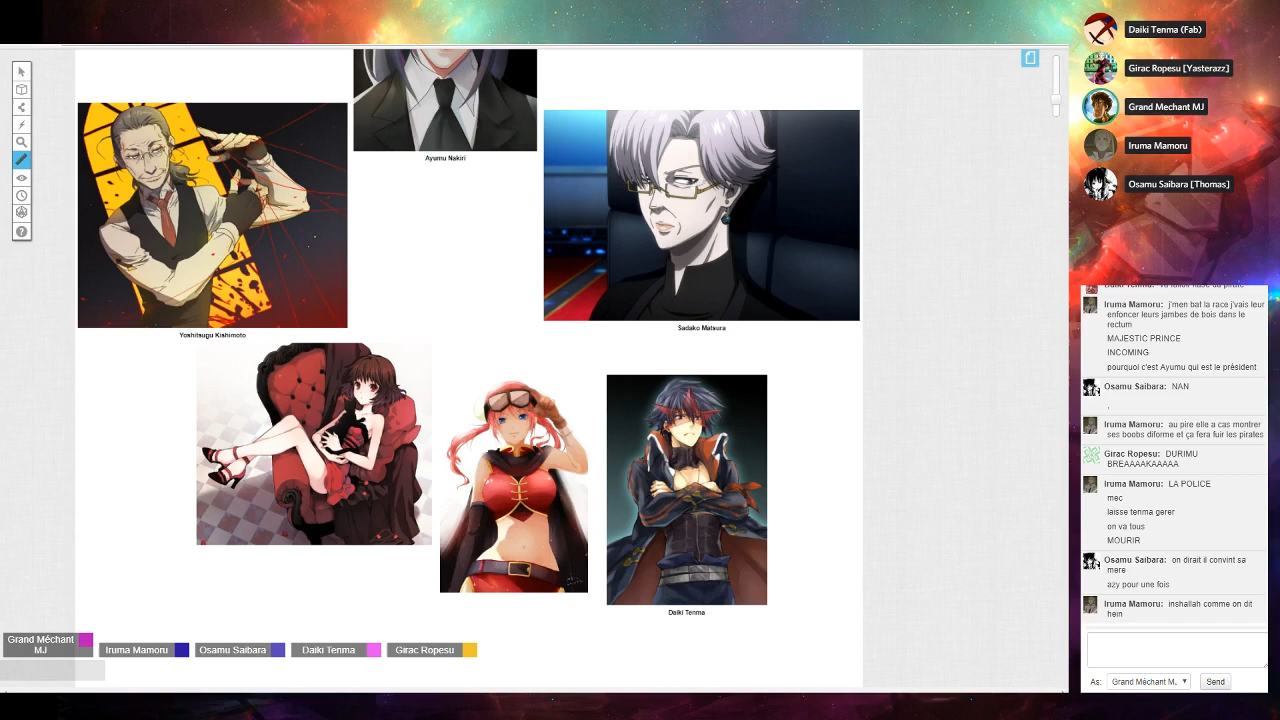 Daiki Tenma (Fab)
Girac Ropesu [Yasterazz]
Grand Mechant MJ
Iruma Mamoru
Osamu Saibara [Thomas]
Ayumu Nakiri
Yoshitsugu Kishimoto
Sadako Matsura
Daiki Tenma
Grand Méchant
MJ
Iruma Mamoru
Osamu Saibara
Daiki Tenma
Girac Ropesu
Iruma Mamoru: j'men bat la race j'vais leur
enfoncer leurs jambes de bois dans le
rectum
MAJESTIC PRINCE
INCOMING
pourquoi c'est Ayumu qui est le président
Osamu Saibara: NAN
,
Iruma Mamoru: au pire elle a cas montrer
ses boobs diforme et ça fera fuir les pirates
Girac Ropesu: DURIMU
BREAAAAKAAAAA
Iruma Mamoru: LA POLICE
mec
laisse tenma gerer
on va tous
MOURIR
Osamu Saibara: on dirait il convint sa
mere
azy pour une fois
Iruma Mamoru: inshallah comme on dit
hein
As: Grand Méchant M. Send